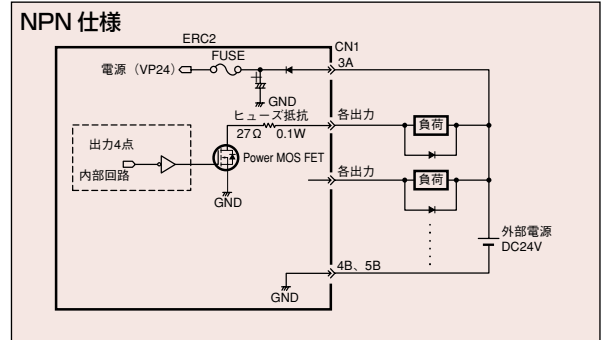 NPN 仕様
ERC2
CN1
FUSE
3A
電源（VP24）
GND
ヒューズ抵抗
各出力
負荷
27Ω 0.1W
出力4点
内部回路
Power MOS FET
各出力
負荷
GND
外部電源
DC24V
4B、5B
GND